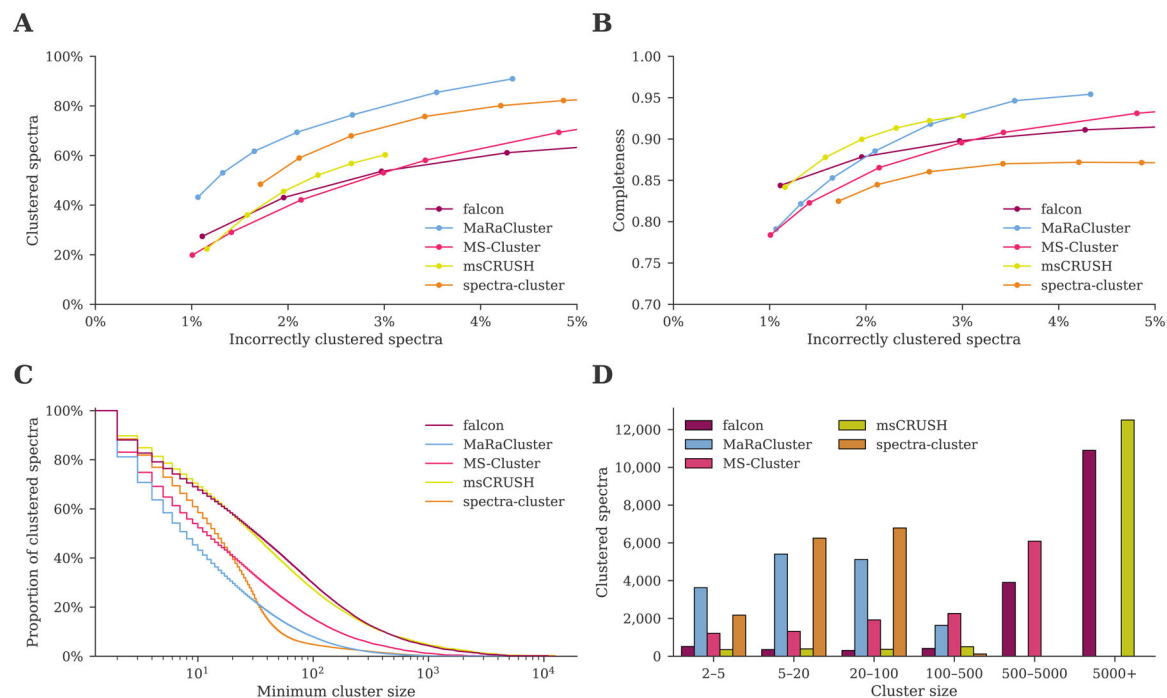 A
100%
80%
60%
40%
20%
0%
Clustered spectra
falcon
MaRaCluster
MS-Cluster
msCRUSH
spectra-cluster
0% 1% 2% 3% 4% 5%
Incorrectly clustered spectra
B
1.00
0.95
0.90
0.85
0.80
0.75
0.70
Completeness
falcon
MaRaCluster
MS-Cluster
msCRUSH
spectra-cluster
0% 1% 2% 3% 4% 5%
Incorrectly clustered spectra
C
100%
80%
60%
40%
20%
0%
Proportion of clustered spectra
falcon
MaRaCluster
MS-Cluster
msCRUSH
spectra-cluster
10¹ 10² 10³ 10⁴
Minimum cluster size
D
12,000
10,000
8,000
6,000
4,000
2,000
0
Clustered spectra
falcon
MaRaCluster
MS-Cluster
msCRUSH
spectra-cluster
2–5 5–20 20–100 100–500 500–5000 5000+
Cluster size